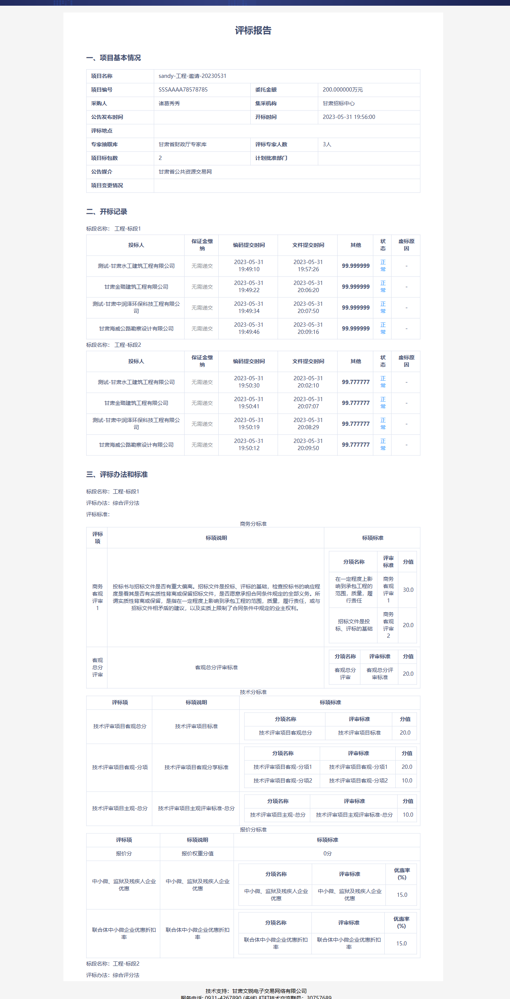 评标报告
一、项目基本情况
项目名称 sandy-工程-邀请-20230531
项目编号 SSSAAAA78578785 委托金额 200.000000万元
采购人 诸葛秀秀 集采机构 甘肃招标中心
公告发布时间 开标时间 2023-05-31 19:56:00
评标地点
专家抽取库 甘肃省财政厅专家库 评标专家人数 3人
项目标包数 2 计划批准部门
公告媒介 甘肃省公共资源交易网
项目变更情况
二、开标记录
标段名称： 工程-标段1
投标人 保证金缴纳 编码提交时间 文件提交时间 其他 状态 废标原因
测试-甘肃水工建筑工程有限公司 无需递交 2023-05-31 19:49:10 2023-05-31 19:57:26 99.999999 正常 -
甘肃金璐建筑工程有限公司 无需递交 2023-05-31 19:49:22 2023-05-31 20:06:20 99.999999 正常 -
测试-甘肃中润泽环保科技工程有限公司 无需递交 2023-05-31 19:49:34 2023-05-31 20:07:50 99.999999 正常 -
甘肃海威公路勘察设计有限公司 无需递交 2023-05-31 19:49:46 2023-05-31 20:09:16 99.999999 正常 -
标段名称： 工程-标段2
投标人 保证金缴纳 编码提交时间 文件提交时间 其他 状态 废标原因
测试-甘肃水工建筑工程有限公司 无需递交 2023-05-31 19:50:30 2023-05-31 20:02:10 99.777777 正常 -
甘肃金璐建筑工程有限公司 无需递交 2023-05-31 19:50:41 2023-05-31 20:07:07 99.777777 正常 -
测试-甘肃中润泽环保科技工程有限公司 无需递交 2023-05-31 19:50:19 2023-05-31 20:08:29 99.777777 正常 -
甘肃海威公路勘察设计有限公司 无需递交 2023-05-31 19:50:12 2023-05-31 20:09:50 99.777777 正常 -
三、评标办法和标准
标段名称：工程-标段1
评标办法：综合评分法
评标标准：
商务分标准
评标项 标项说明 标项标准
商务客观评审1
投标书与招标文件是否有重大偏离。招标文件是投标、评标的基础，检查投标书的响应程
度是看其是否有实质性背离或保留招标文件，是否愿意承担合同条件规定的全部义务。所
谓实质性背离或保留，是指在一定程度上影响到承包工程的范围，质量，履行责任，或与
招标文件相矛盾的建议，以及实质上限制了合同条件中规定的业主权利。
分项名称 评审标准 分值
在一定程度上影响到承包工程的范围，质量，履行责任 商务客观评审1 30.0
招标文件是投标、评标的基础 商务客观评审2 20.0
客观总分评审 客观总分评审标准
分项名称 评审标准 分值
客观总分评审 客观总分评审标准 20.0
技术分标准
评标项 标项说明 标项标准
技术评审项目客观总分 技术评审项目标准
分项名称 评审标准 分值
技术评审项目客观总分 技术评审项目标准 20.0
技术评审项目客观-分项 技术评审项目客观分享标准
分项名称 评审标准 分值
技术评审项目客观-分项1 技术评审项目客观-分项1 20.0
技术评审项目客观-分项2 技术评审项目客观-分项2 10.0
技术评审项目主观-总分 技术评审项目主观评审标准-总分
分项名称 评审标准 分值
技术评审项目主观-总分 技术评审项目主观评审标准-总分 10.0
报价分标准
评标项 标项说明 标项标准
报价分 报价权重分值 0分
中小微、监狱及残疾人企业优惠 中小微、监狱及残疾人企业优惠
分项名称 评审标准 优惠率(%)
中小微、监狱及残疾人企业优惠 中小微、监狱及残疾人企业优惠 15.0
联合体中小微企业优惠折扣率 联合体中小微企业优惠折扣率
分项名称 评审标准 优惠率(%)
联合体中小微企业优惠折扣率 联合体中小微企业优惠折扣率 15.0
标段名称：工程-标段2
评标办法：综合评分法
技术支持：甘肃文锐电子交易网络有限公司
服务电话: 0931-4267890 (多线) 钉钉技术交流群号：30757689